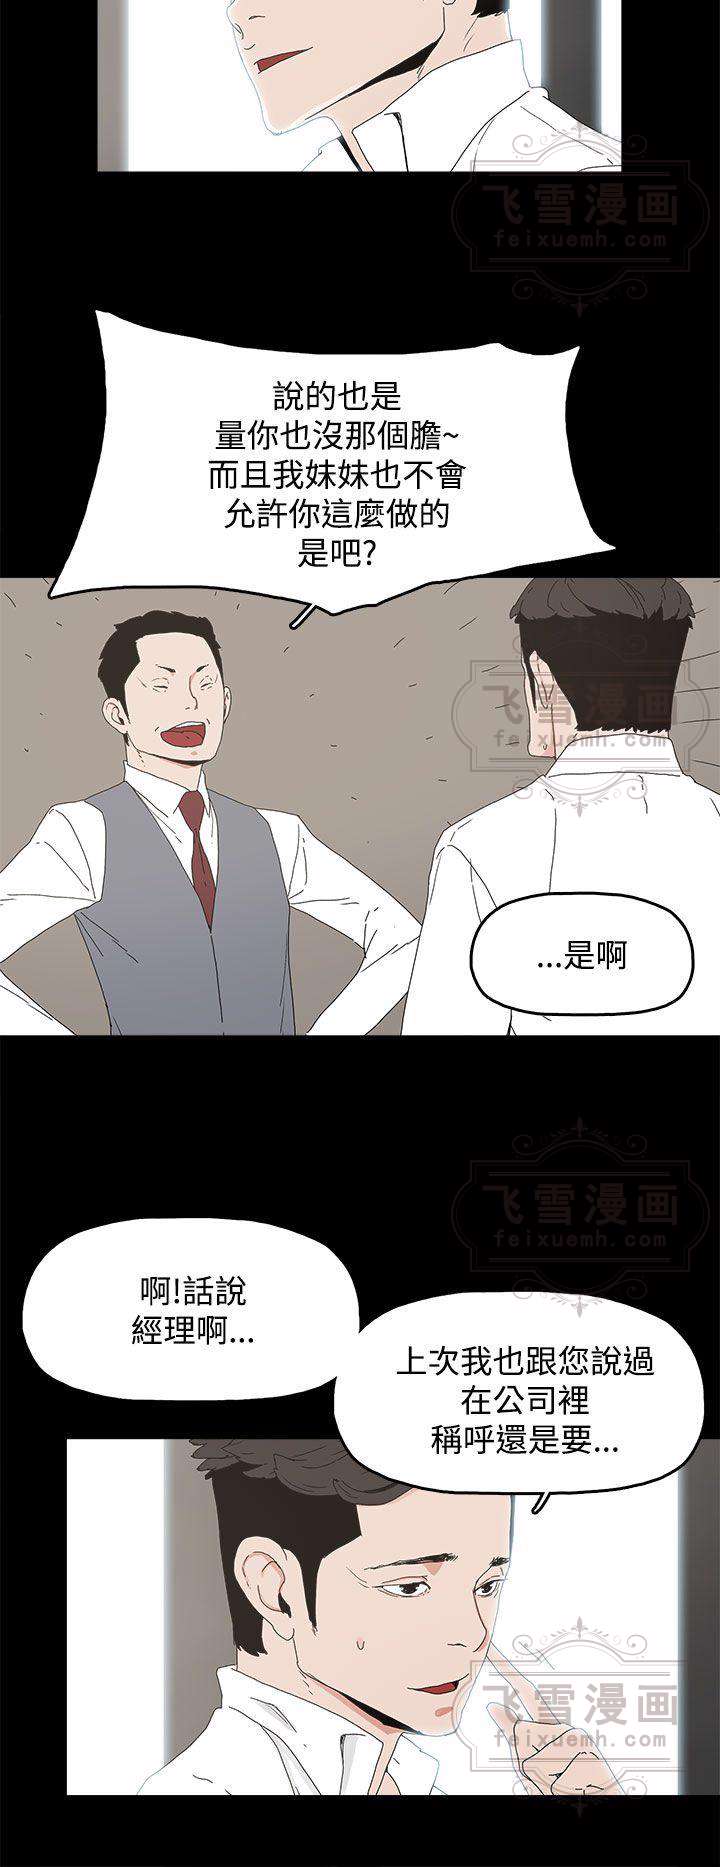 飞雪漫画
feixuemh.com
說的也是
量你也沒那個膽~
而且我妹妹也不會
允許你這麼做的
是吧?
飞雪漫画
feixuemh.com
...是啊
飞雪漫画
feixuemh.com
啊!話說
經理啊...
上次我也跟您說過
在公司裡
稱呼還是要...
飞雪漫画
feixuemh.com